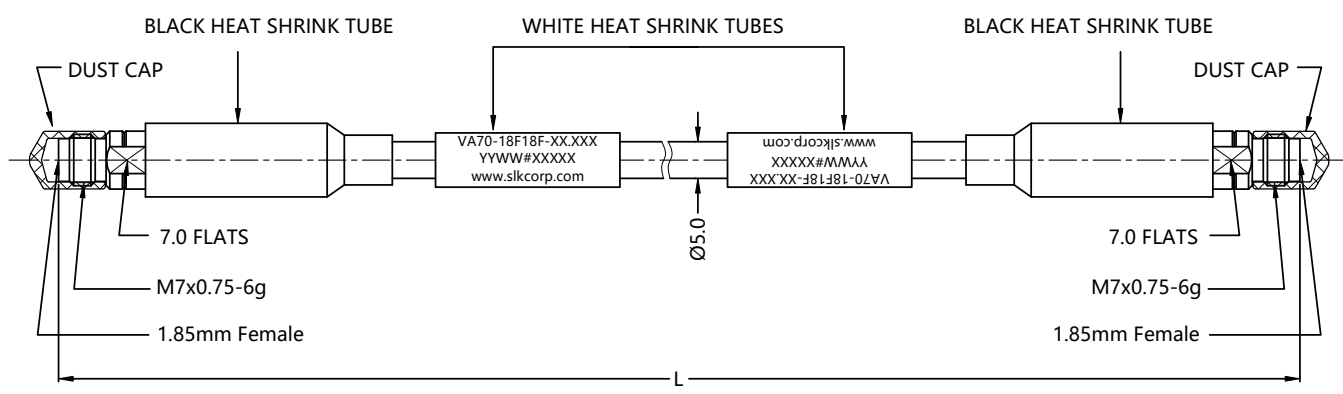 BLACK HEAT SHRINK TUBE
WHITE HEAT SHRINK TUBES
BLACK HEAT SHRINK TUBE
DUST CAP
DUST CAP
VA70-18F18F-XX.XXX
YYWW#XXXXX
www.slkcorp.com
VA70-18F18F-XX.XXX
YYWW#XXXXX
www.slkcorp.com
Ø5.0
7.0 FLATS
7.0 FLATS
M7x0.75-6g
M7x0.75-6g
1.85mm Female
1.85mm Female
L